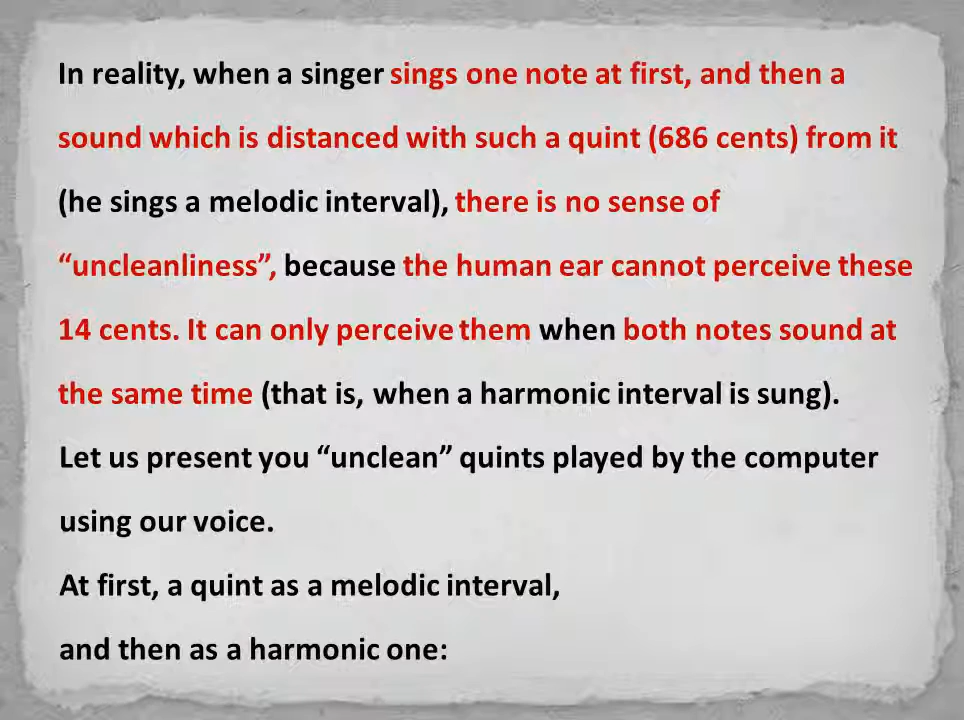 In reality, when a singer sings one note at first, and then a
sound which is distanced with such a quint (686 cents) from it
(he sings a melodic interval), there is no sense of
“uncleanliness”, because the human ear cannot perceive these
14 cents. It can only perceive them when both notes sound at
the same time (that is, when a harmonic interval is sung).
Let us present you “unclean” quints played by the computer
using our voice.
At first, a quint as a melodic interval,
and then as a harmonic one: